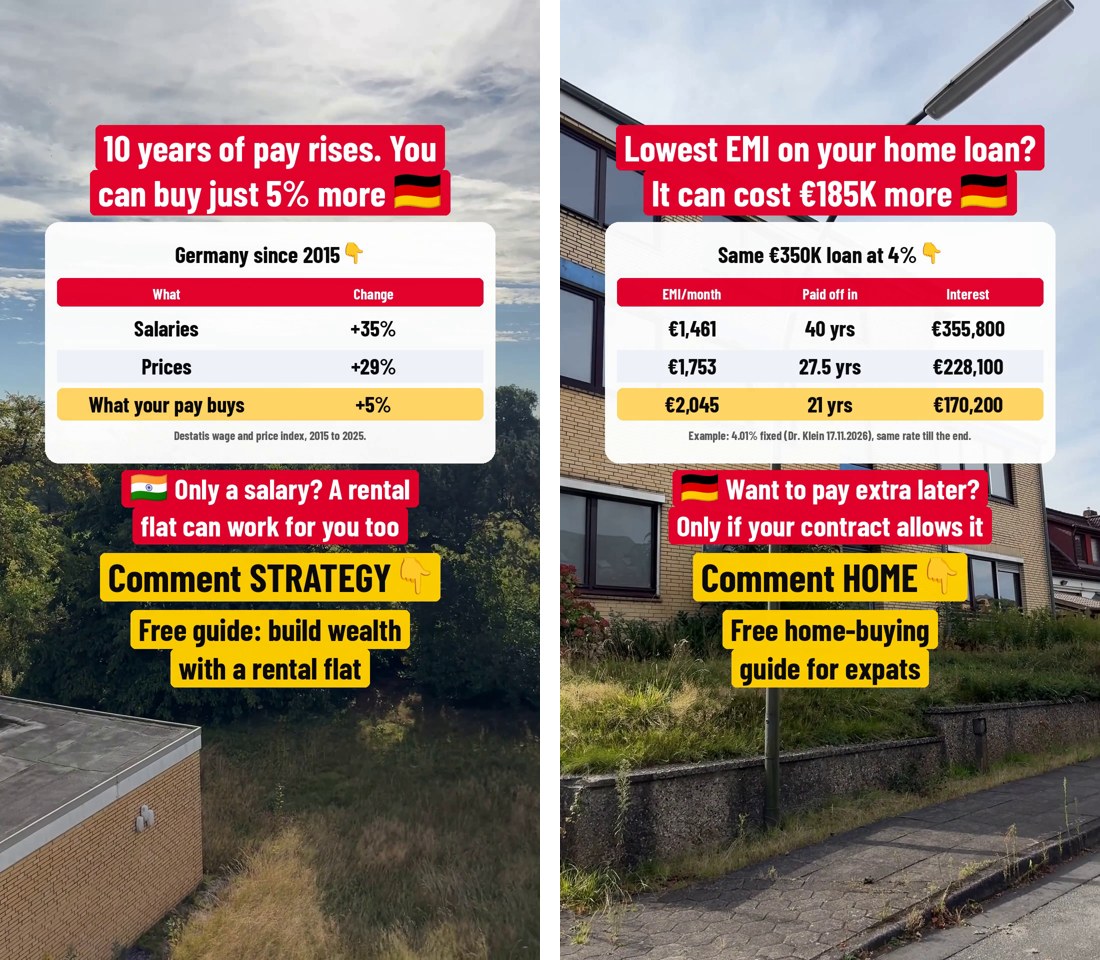 10 years of pay rises. You
can buy just 5% more 🇩🇪
Germany since 2015 👇
What Change
Salaries +35%
Prices +29%
What your pay buys +5%
Destatis wage and price index, 2015 to 2025.
🇮🇳 Only a salary? A rental
flat can work for you too
Comment STRATEGY 👇
Free guide: build wealth
with a rental flat
Lowest EMI on your home loan?
It can cost €185K more 🇩🇪
Same €350K loan at 4% 👇
EMI/month Paid off in Interest
€1,461 40 yrs €355,800
€1,753 27.5 yrs €228,100
€2,045 21 yrs €170,200
Example: 4.01% fixed (Dr. Klein 17.11.2026), same rate till the end.
🇩🇪 Want to pay extra later?
Only if your contract allows it
Comment HOME 👇
Free home-buying
guide for expats